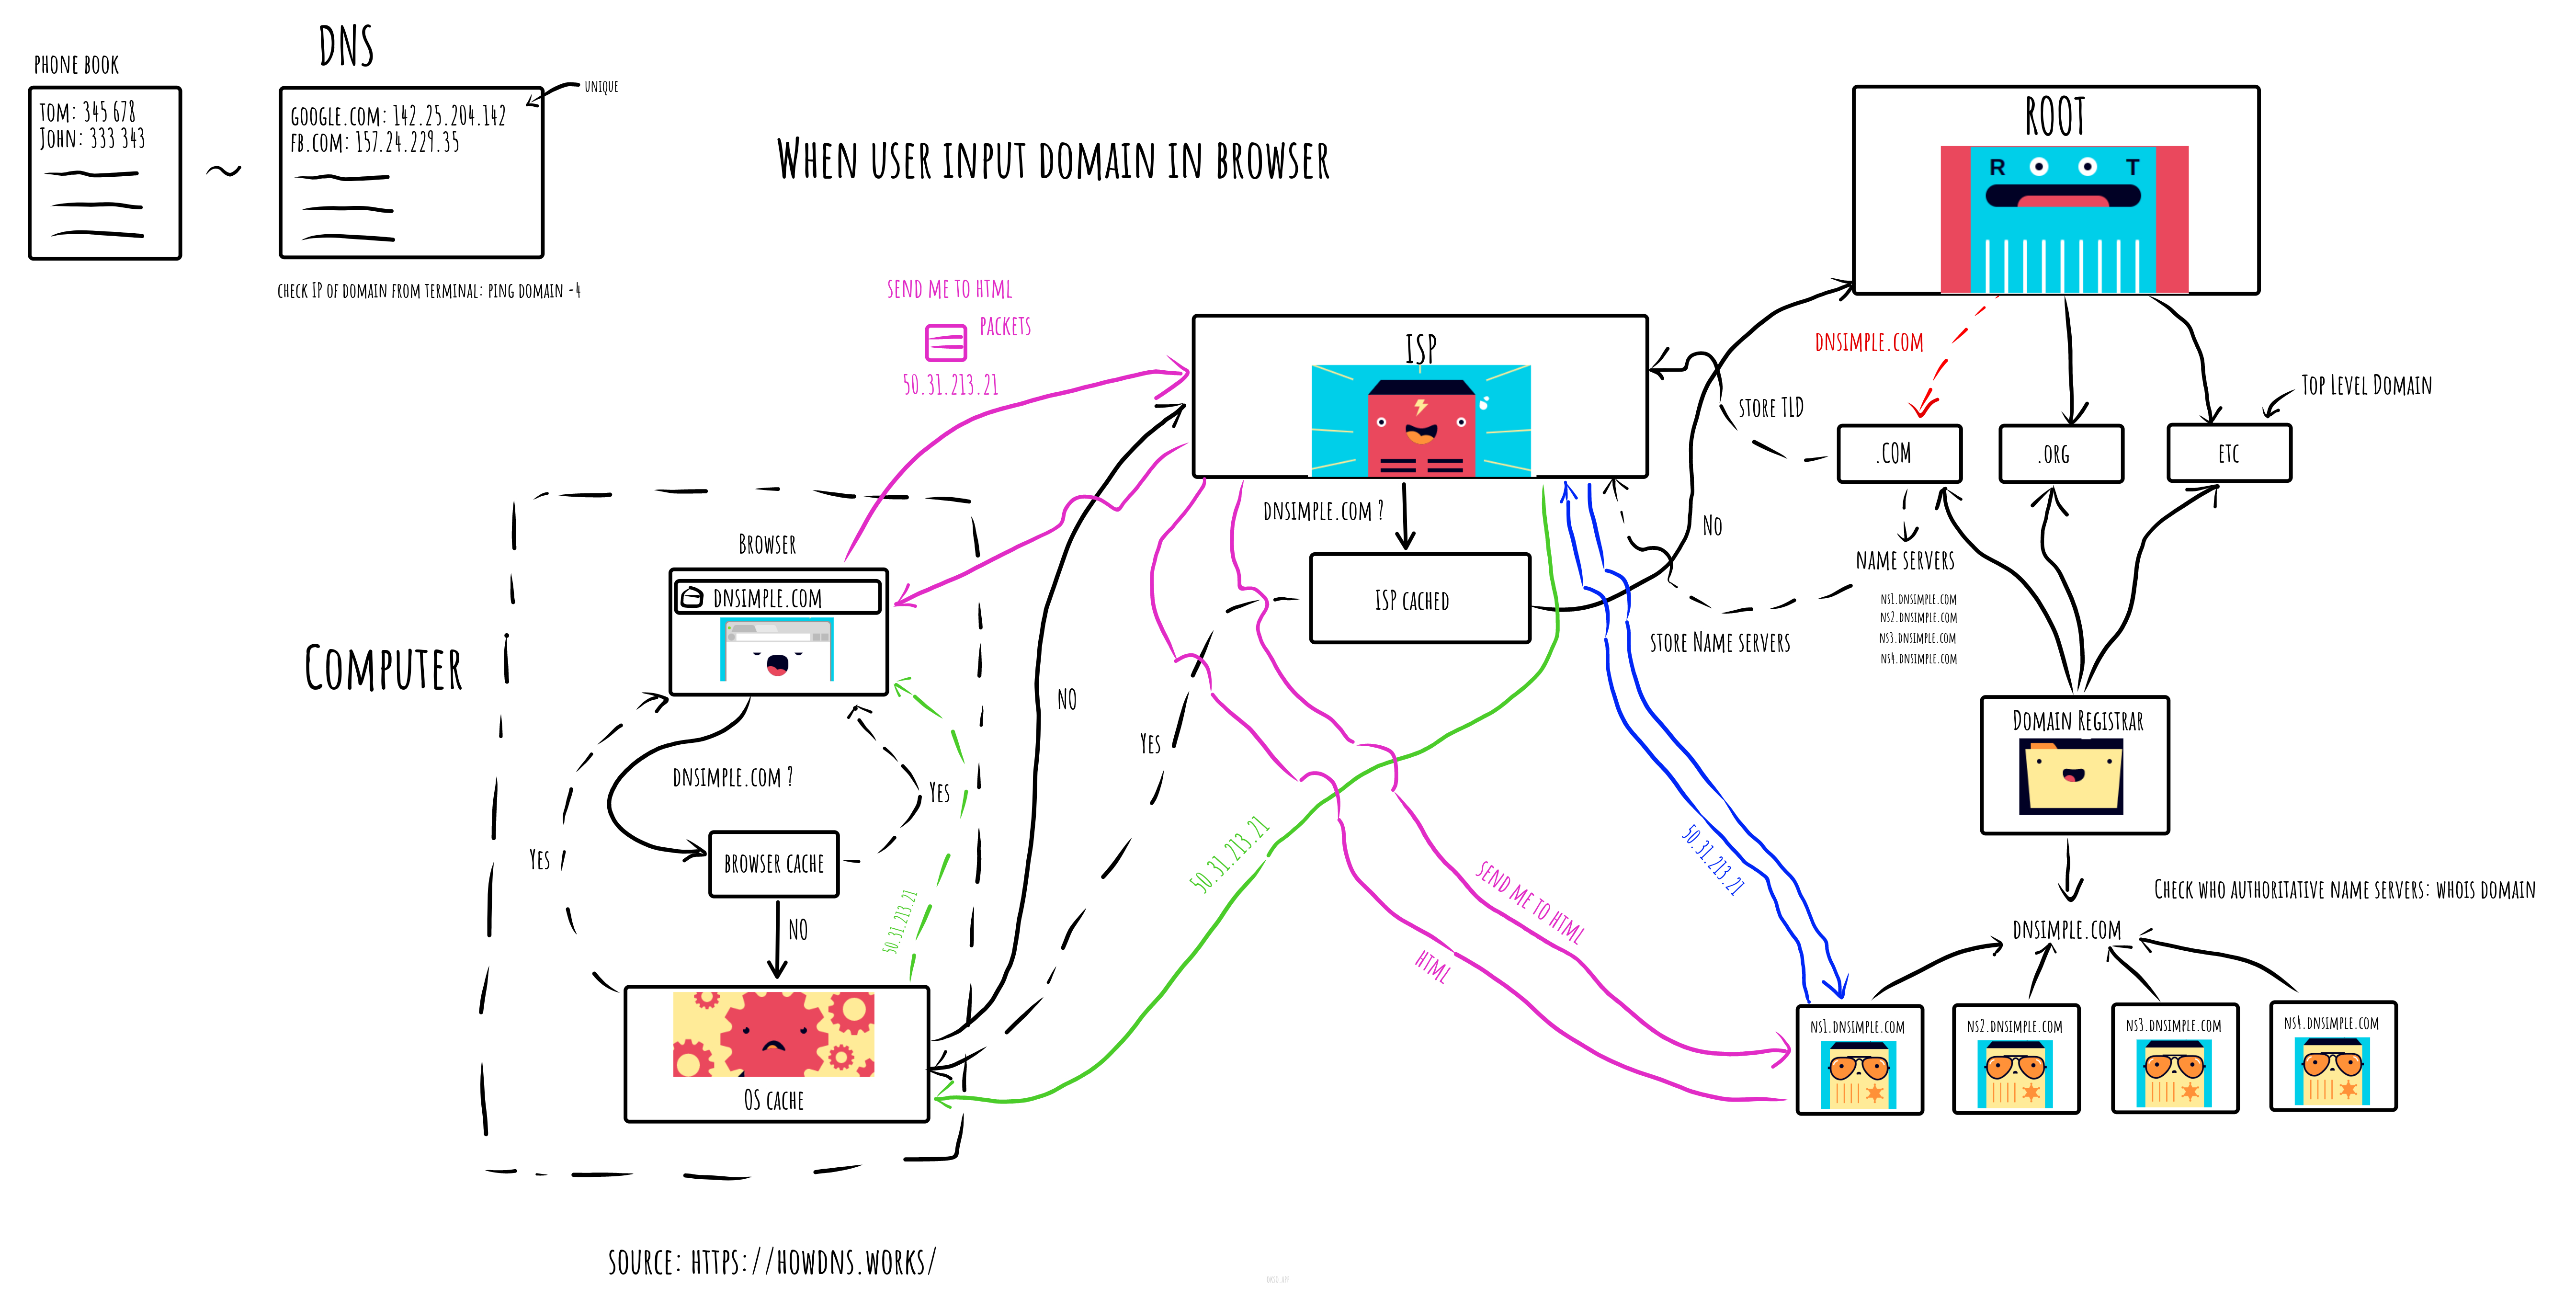 DNS
PHONE BOOK
TOM: 345 678
JOHN: 333 343
~
GOOGLE.COM: 142.25.204.142
FB.COM: 157.24.229.35
UNIQUE
CHECK IP OF DOMAIN FROM TERMINAL: PING DOMAIN -4
WHEN USER INPUT DOMAIN IN BROWSER
SEND ME TO HTML
PACKETS
50.31.213.21
ISP
ROOT
R T
DNSIMPLE.COM
TOP LEVEL DOMAIN
STORE TLD
.COM
.ORG
ETC
DNSIMPLE.COM ?
NO
ISP CACHED
NAME SERVERS
NS1.DNSIMPLE.COM
NS2.DNSIMPLE.COM
NS3.DNSIMPLE.COM
NS4.DNSIMPLE.COM
STORE NAME SERVERS
COMPUTER
BROWSER
DNSIMPLE.COM
DNSIMPLE.COM ?
YES
YES
BROWSER CACHE
NO
50.31.213.21
OS CACHE
NO
YES
50.31.213.21
SEND ME TO HTML
HTML
50.31.213.21
DOMAIN REGISTRAR
CHECK WHO AUTHORITATIVE NAME SERVERS: WHOIS DOMAIN
DNSIMPLE.COM
NS1.DNSIMPLE.COM
NS2.DNSIMPLE.COM
NS3.DNSIMPLE.COM
NS4.DNSIMPLE.COM
SOURCE: HTTPS://HOWDNS.WORKS/